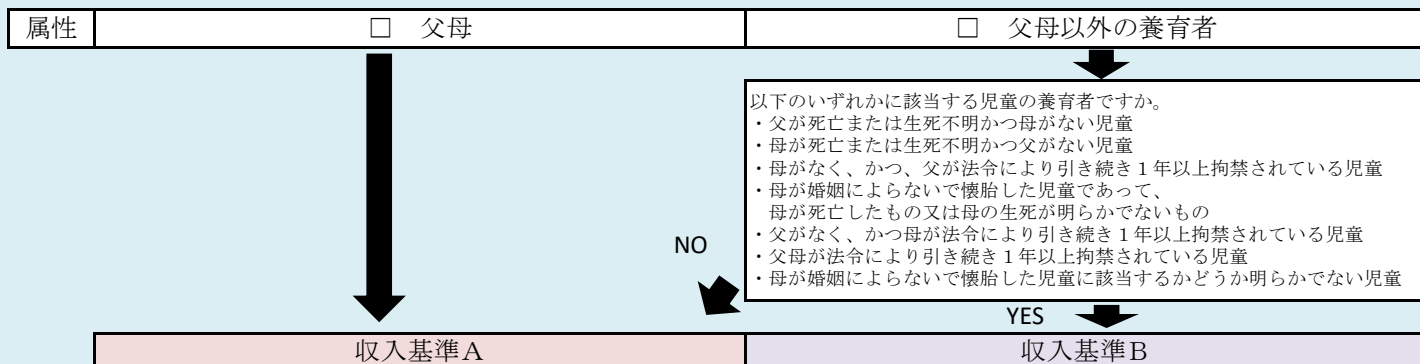 属性
□ 父母
□ 父母以外の養育者
以下のいずれかに該当する児童の養育者ですか。
・父が死亡または生死不明かつ母がない児童
・母が死亡または生死不明かつ父がない児童
・母がなく、かつ、父が法令により引き続き１年以上拘禁されている児童
・母が婚姻によらないで懐胎した児童であって、
母が死亡したもの又は母の生死が明らかでないもの
・父がなく、かつ母が法令により引き続き１年以上拘禁されている児童
・父母が法令により引き続き１年以上拘禁されている児童
・母が婚姻によらないで懐胎した児童に該当するかどうか明らかでない児童
NO
YES
収入基準Ａ
収入基準Ｂ